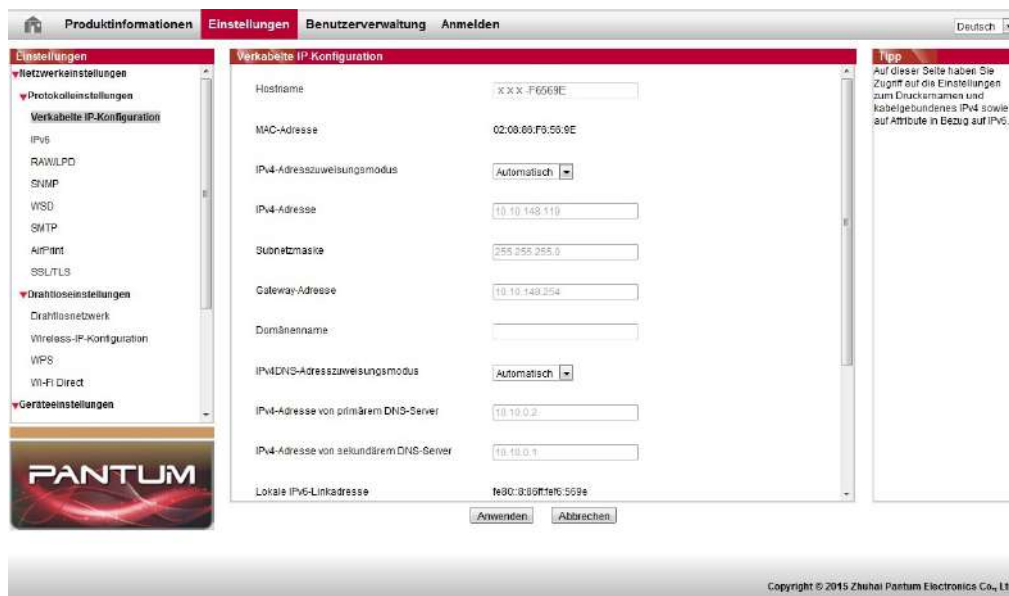 Produktinformationen Einstellungen Benutzerverwaltung Anmelden
Deutsch
Einstellungen
Netzwerkeinstellungen
Protokolleinstellungen
Verkabelte IP-Konfiguration
IPv6
RAW/LPD
SNMP
WSD
SMTP
AirPrint
SSL/TLS
Drahtloseinstellungen
Drahtlosnetzwerk
Wireless-IP-Konfiguration
WPS
Wi-Fi Direct
Geräteeinstellungen
PANTUM
Verkabelte IP Konfiguration
Hostname X X X -F6569E
MAC-Adresse 02:08:86:F6:56:9E
IPv4-Adresszuweisungsmodus Automatisch
IPv4-Adresse 10.10.148.119
Subnetzmaske 255.255.255.0
Gateway-Adresse 10.10.148.254
Domänenname
IPv4DNS-Adresszuweisungsmodus Automatisch
IPv4-Adresse von primärem DNS-Server 10.10.0.2
IPv4-Adresse von sekundärem DNS-Server 10.10.0.1
Lokale IPv6-Linkadresse fe80::8:86ff:fef6:569e
Anwenden Abbrechen
Tipp
Auf dieser Seite haben Sie
Zugriff auf die Einstellungen
zum Druckernamen und
kabelgebundenes IPv4 sowie
auf Attribute in Bezug auf IPv6.
Copyright © 2015 Zhuhai Pantum Electronics Co., Lt